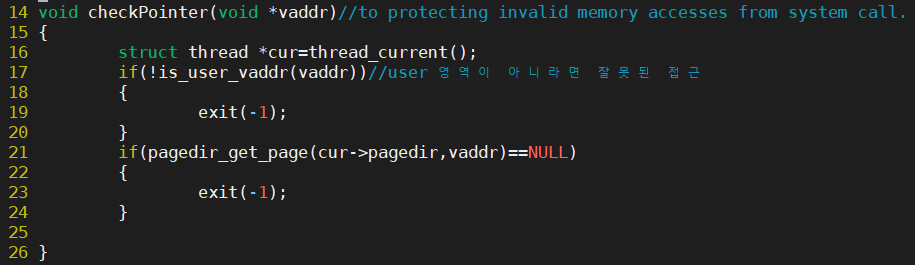 14 void checkPointer(void *vaddr)//to protecting invalid memory accesses from system call.
15 {
16         struct thread *cur=thread_current();
17         if(!is_user_vaddr(vaddr))//user 영역이 아니라면 잘못된 접근
18         {
19                 exit(-1);
20         }
21         if(pagedir_get_page(cur->pagedir,vaddr)==NULL)
22         {
23                 exit(-1);
24         }
25
26 }